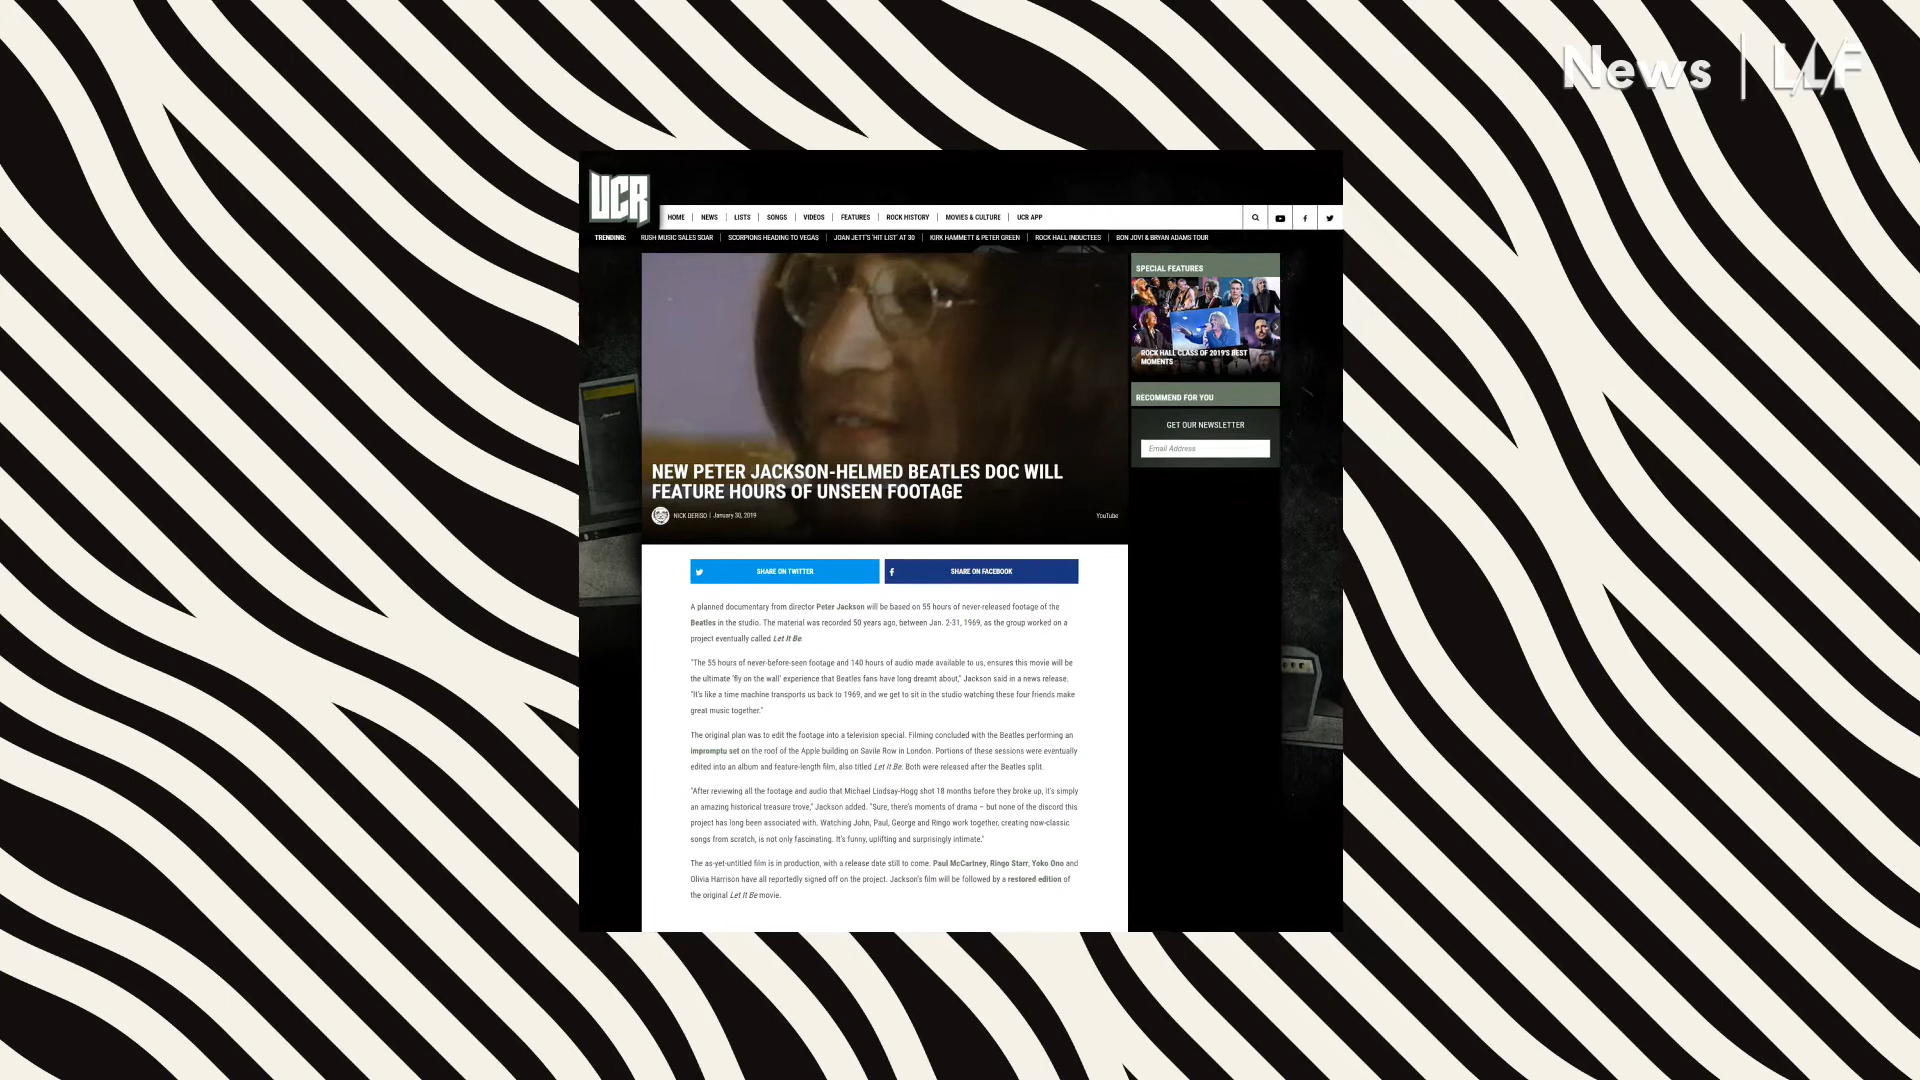 News | LLF
UCR
HOME | NEWS | LISTS | SONGS | VIDEOS | FEATURES | ROCK HISTORY | MOVIES & CULTURE | UCR APP
TRENDING: RUSH MUSIC SALES SOAR | SCORPIONS HEADING TO VEGAS | JOAN JETT'S 'HIT LIST' AT 30 | KIRK HAMMETT & PETER GREEN | ROCK HALL INDUCTEES | BON JOVI & BRYAN ADAMS TOUR
NEW PETER JACKSON-HELMED BEATLES DOC WILL
FEATURE HOURS OF UNSEEN FOOTAGE
NICK DERISO | January 30, 2019
YouTube
SHARE ON TWITTER
SHARE ON FACEBOOK
A planned documentary from director Peter Jackson will be based on 55 hours of never-released footage of the
Beatles in the studio. The material was recorded 50 years ago, between Jan. 2-31, 1969, as the group worked on a
project eventually called Let It Be.
"The 55 hours of never-before-seen footage and 140 hours of audio made available to us, ensures this movie will be
the ultimate 'fly on the wall' experience that Beatles fans have long dreamt about," Jackson said in a news release.
"It's like a time machine transports us back to 1969, and we get to sit in the studio watching these four friends make
great music together."
The original plan was to edit the footage into a television special. Filming concluded with the Beatles performing an
impromptu set on the roof of the Apple building on Savile Row in London. Portions of these sessions were eventually
edited into an album and feature-length film, also titled Let It Be. Both were released after the Beatles split.
"After reviewing all the footage and audio that Michael Lindsay-Hogg shot 18 months before they broke up, it's simply
an amazing historical treasure trove," Jackson added. "Sure, there's moments of drama – but none of the discord this
project has long been associated with. Watching John, Paul, George and Ringo work together, creating now-classic
songs from scratch, is not only fascinating. It's funny, uplifting and surprisingly intimate."
The as-yet-untitled film is in production, with a release date still to come. Paul McCartney, Ringo Starr, Yoko Ono and
Olivia Harrison have all reportedly signed off on the project. Jackson's film will be followed by a restored edition of
the original Let It Be movie.
SPECIAL FEATURES
ROCK HALL CLASS OF 2019'S BEST
MOMENTS
RECOMMEND FOR YOU
GET OUR NEWSLETTER
Email Address